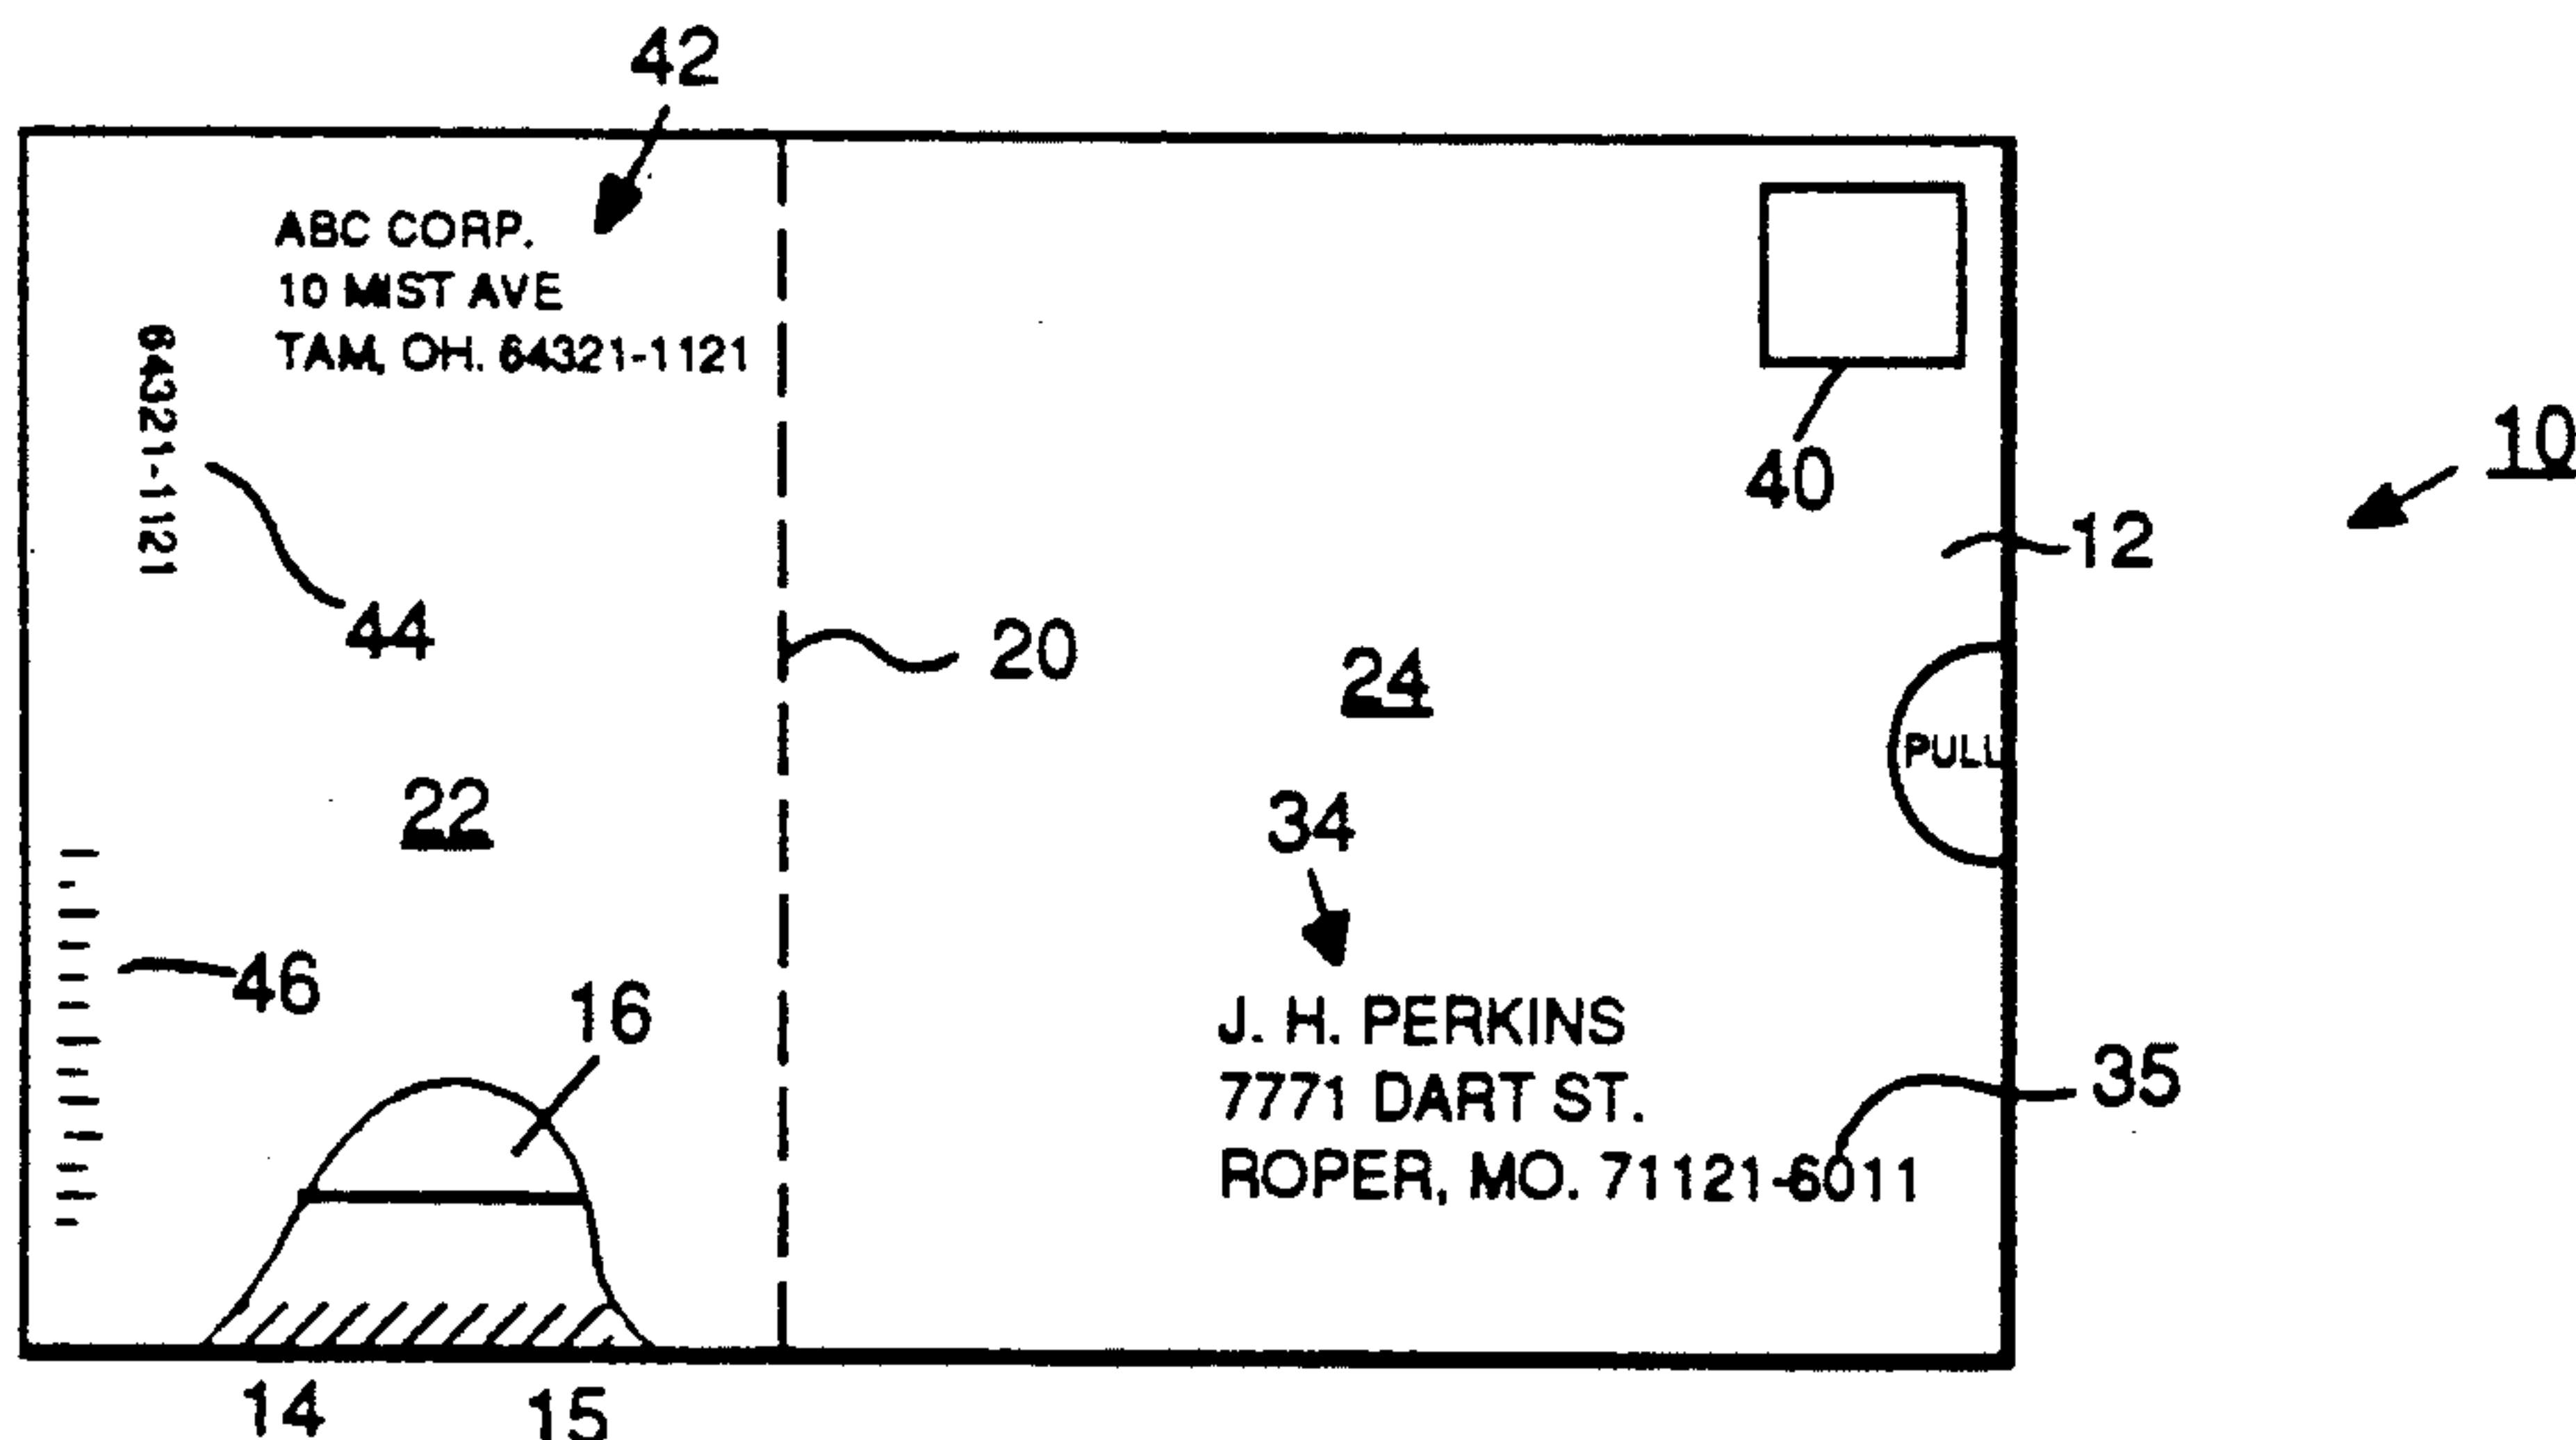 42
ABC CORP.
10 MIST AVE
TAM, OH. 64321-1121
64321-1121
44
40
10
12
20
24
22
PULL
34
46
16
J. H. PERKINS
7771 DART ST.
ROPER, MO. 71121-6011
35
14
15